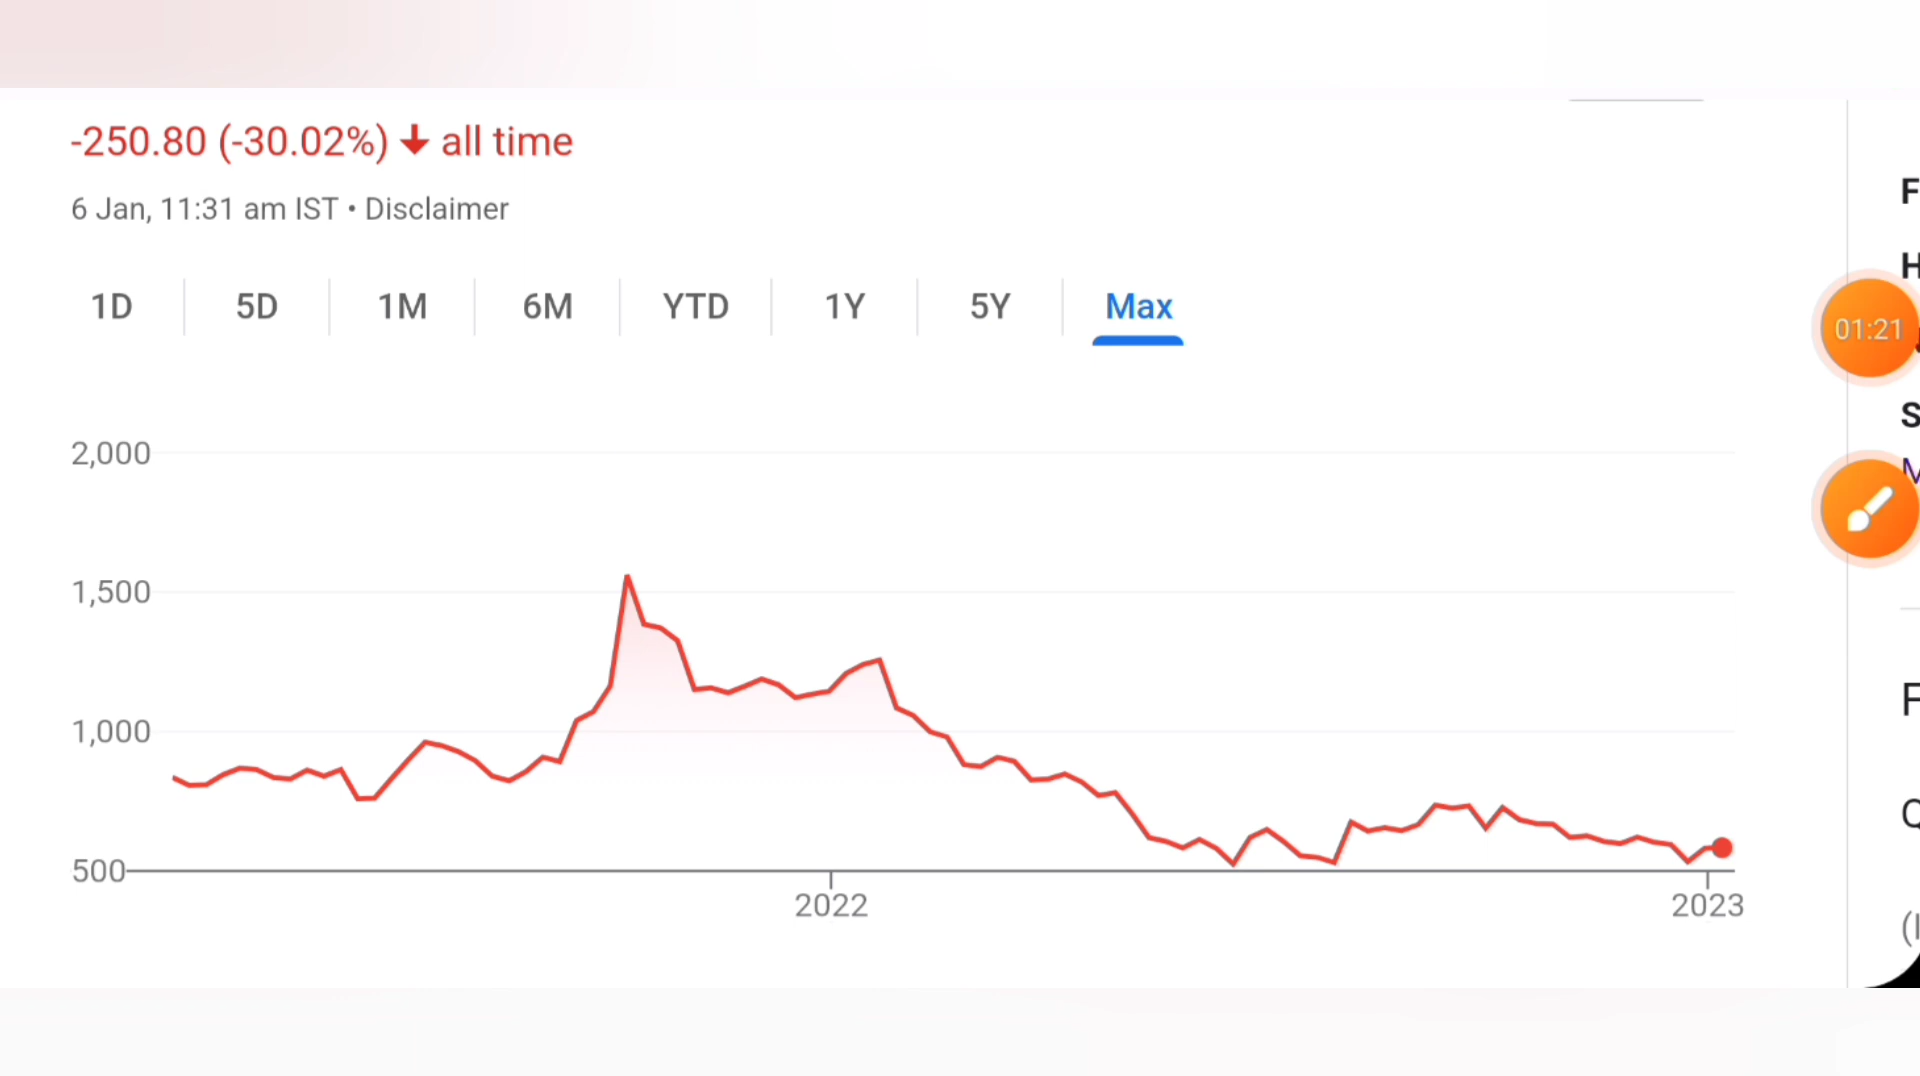 -250.80 (-30.02%) ↓ all time
6 Jan, 11:31 am IST • Disclaimer
1D 5D 1M 6M YTD 1Y 5Y Max
01:21
2,000
1,500
1,000
500
2022 2023
F
H
S
M
F